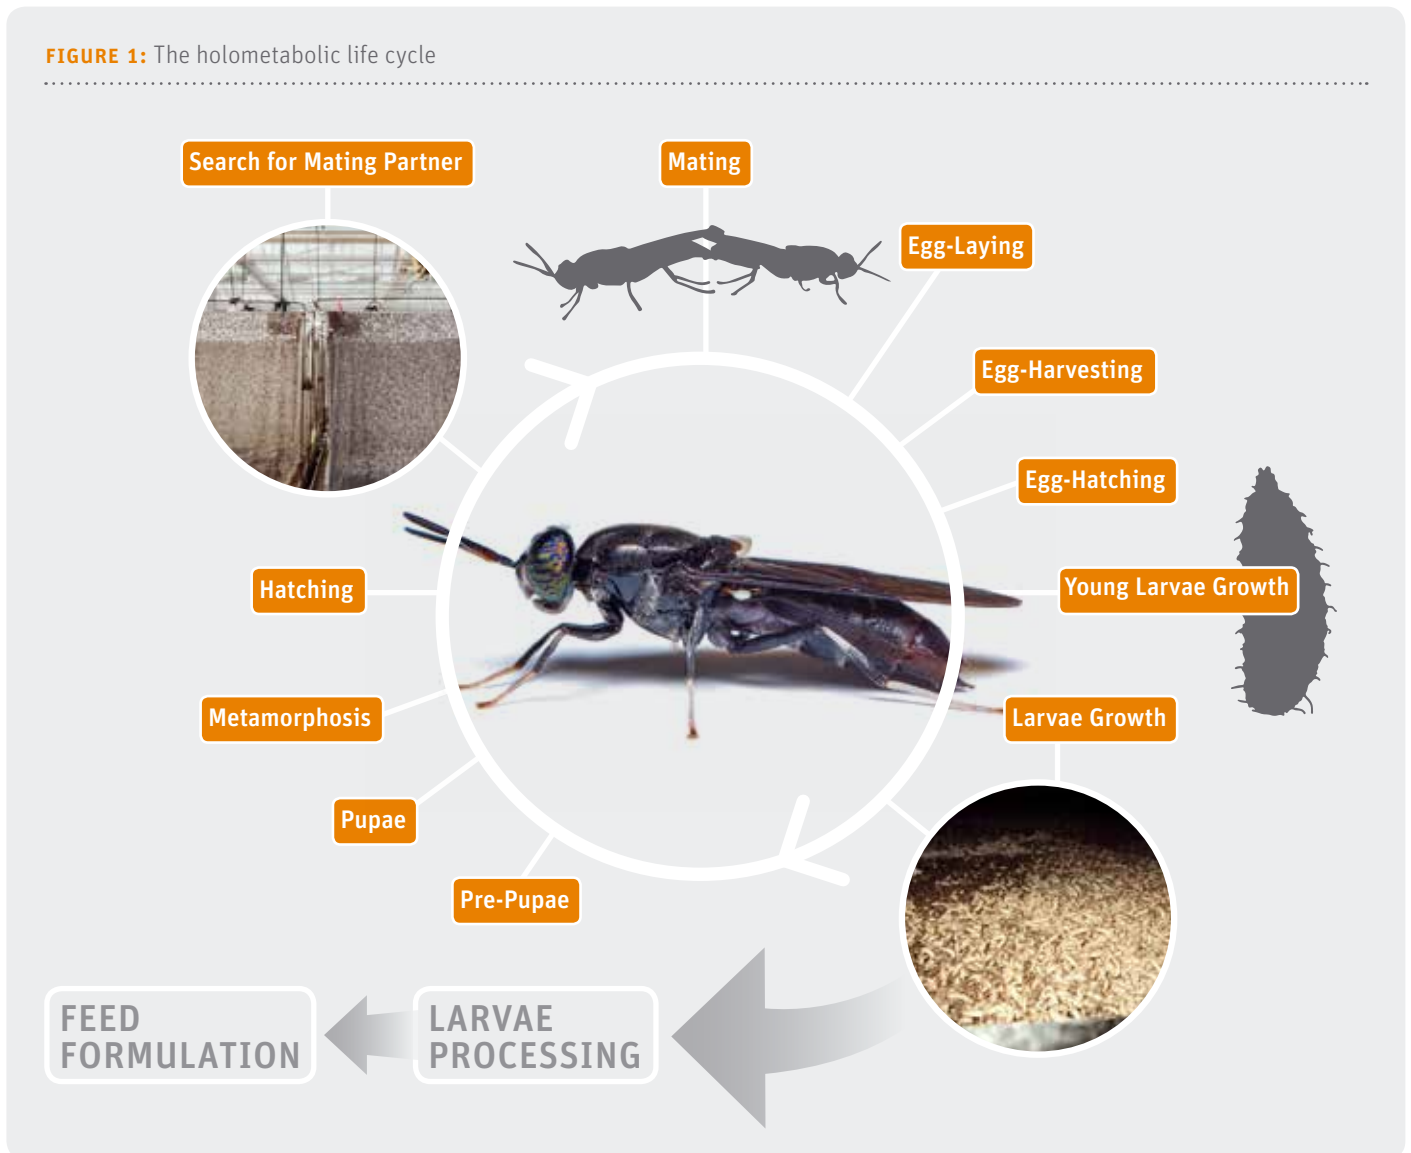 FIGURE 1: The holometabolic life cycle
Search for Mating Partner
Mating
Egg-Laying
Egg-Harvesting
Egg-Hatching
Young Larvae Growth
Larvae Growth
Hatching
Metamorphosis
Pupae
Pre-Pupae
FEED
FORMULATION
LARVAE
PROCESSING